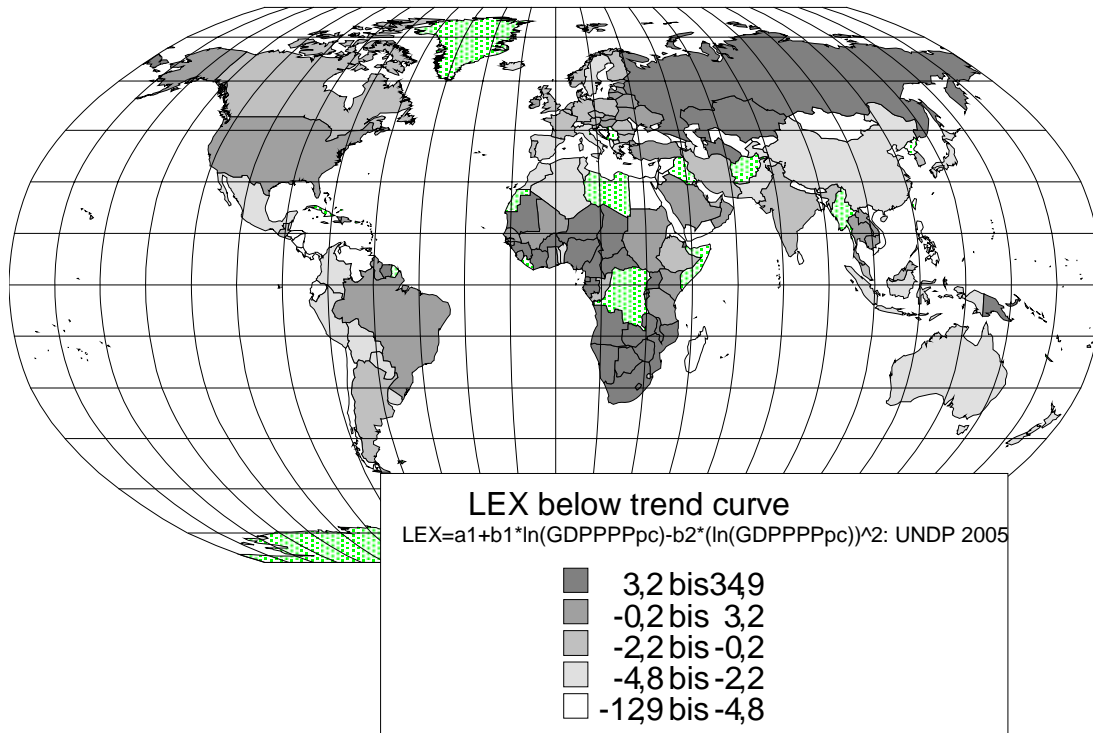 LEX below trend curve
LEX=a1+b1*ln(GDPPPPpc)-b2*(ln(GDPPPPpc))^2: UNDP 2005
3,2 bis 34,9
-0,2 bis 3,2
-2,2 bis -0,2
-4,8 bis -2,2
-12,9 bis -4,8